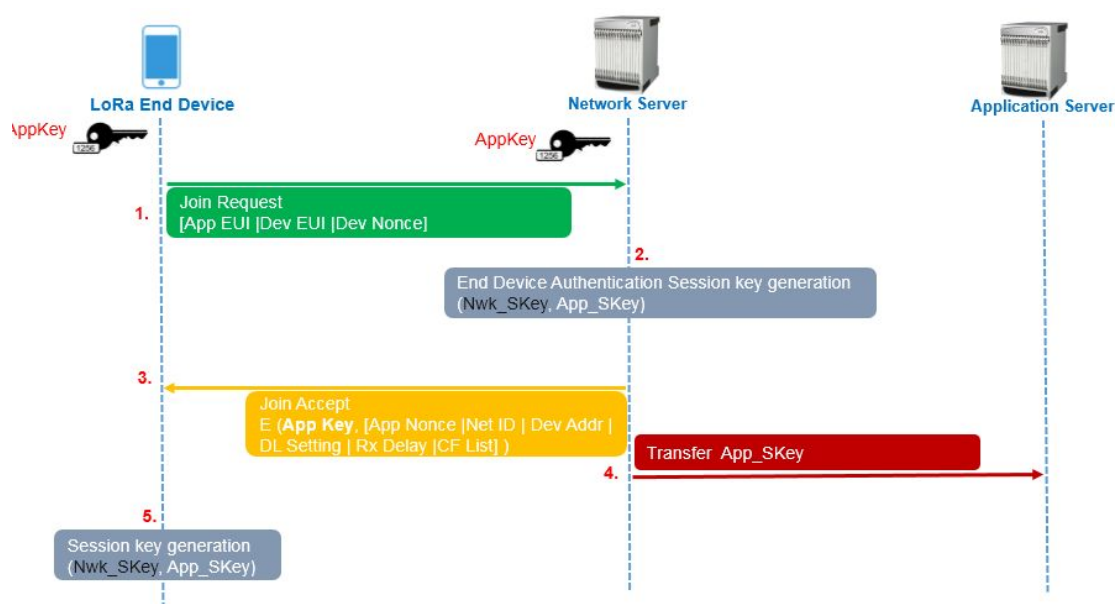 LoRa End Device
Network Server
Application Server
AppKey
1256
AppKey
1256
1.
Join Request
[App EUI |Dev EUI |Dev Nonce]
2.
End Device Authentication Session key generation
(Nwk_SKey, App_SKey)
3.
Join Accept
E (App Key, [App Nonce |Net ID | Dev Addr |
DL Setting | Rx Delay |CF List] )
Transfer App_SKey
4.
5.
Session key generation
(Nwk_SKey, App_SKey)